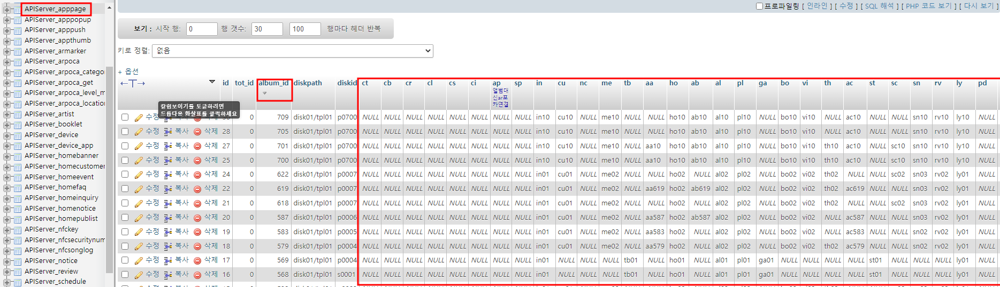 APIServer_apppage
APIServer_apppopup
APIServer_apppush
APIServer_appthumb
APIServer_armarker
APIServer_arpoca
APIServer_arpoca_catego
APIServer_arpoca_get
APIServer_arpoca_level_m
APIServer_arpoca_location
APIServer_artist
APIServer_booklet
APIServer_device
APIServer_device_app
APIServer_homebanner
APIServer_homecustomer
APIServer_homeevent
APIServer_homefaq
APIServer_homeinquiry
APIServer_homenotice
APIServer_homepublist
APIServer_nfckey
APIServer_nfcsecuritynum
APIServer_nfcsonglog
APIServer_notice
APIServer_review
APIServer_schedule
프로파일링 [ 인라인 ] [ 수정 ] [ SQL 해석 ] [ PHP 코드 보기 ] [ 다시 보기 ]
보기 : 시작 행: 0 행 갯수: 30 100 행마다 헤더 반복
키로 정렬: 없음
+ 옵션
←T→ id tot_id album_id diskpath diskid ct cb cr cl cs ci ap sp in cu nc me tb aa ho ab al pl ga bo vi th ac st sc sn rv ly pd
앨범대
신ar포
카연결
칼럼보이기를 토글하려면
드롭다운 화살표를 클릭하세요
수정 복사 삭제 0 709 disk01/tpl01 p0700 NULL NULL NULL NULL NULL NULL NULL NULL in10 cu10 NULL me10 NULL NULL ho10 ab10 al10 pl10 NULL bo10 vi10 NULL ac10 NULL NULL sn10 rv10 ly10 NULL
수정 복사 삭제 28 0 705 disk01/tpl01 p0700 NULL NULL NULL NULL NULL NULL NULL NULL in10 cu10 NULL me10 NULL NULL ho10 ab10 al10 pl10 NULL bo10 vi10 NULL ac10 NULL NULL sn10 rv10 ly10 NULL
수정 복사 삭제 27 0 701 disk01/tpl01 p0700 NULL NULL NULL NULL NULL NULL NULL NULL in10 cu10 NULL me10 NULL aa10 ho10 ab10 al10 pl10 NULL bo10 vi10 th10 ac10 NULL sc10 sn10 rv10 ly10 NULL
수정 복사 삭제 25 0 700 disk01/tpl01 p0700 NULL NULL NULL NULL NULL NULL NULL NULL in10 cu10 NULL me10 NULL aa10 ho10 ab10 al10 pl10 NULL bo10 vi10 th10 ac10 NULL sc10 sn10 rv10 ly10 NULL
수정 복사 삭제 24 0 622 disk01/tpl01 p0007 NULL NULL NULL NULL NULL NULL NULL NULL in01 cu01 NULL me02 NULL NULL ho02 NULL al02 pl02 NULL bo02 vi02 th02 NULL NULL sc02 sn03 rv02 ly01 NULL
수정 복사 삭제 22 0 619 disk01/tpl01 p0007 NULL NULL NULL NULL NULL NULL NULL NULL in01 cu01 NULL me02 NULL aa619 ho02 ab619 al02 pl02 NULL bo02 vi02 th02 ac619 NULL NULL sn03 rv02 ly01 NULL
수정 복사 삭제 21 0 618 disk01/tpl01 p0007 NULL NULL NULL NULL NULL NULL NULL NULL in01 cu01 NULL me02 NULL NULL ho02 NULL al02 pl02 NULL bo02 vi02 th02 NULL NULL sc02 sn03 rv02 ly01 NULL
수정 복사 삭제 20 0 587 disk01/tpl01 p0006 NULL NULL NULL NULL NULL NULL NULL NULL in01 cu01 NULL me02 NULL aa587 ho02 ab587 al02 pl02 NULL bo02 vi02 NULL ac587 NULL NULL sn03 rv02 ly01 NULL
수정 복사 삭제 19 0 583 disk01/tpl01 p0005 NULL NULL NULL NULL NULL NULL NULL NULL in01 cu01 NULL me02 NULL aa583 ho02 NULL al02 pl02 NULL bo02 vi02 NULL ac583 NULL NULL sn02 rv02 ly01 NULL
수정 복사 삭제 18 0 579 disk01/tpl01 p0004 NULL NULL NULL NULL NULL NULL NULL NULL in01 cu01 NULL me02 NULL aa579 ho02 NULL al02 pl02 NULL bo02 vi02 th02 ac579 NULL NULL sn02 rv02 ly01 NULL
수정 복사 삭제 17 0 569 disk01/tpl01 p0004 NULL NULL NULL NULL NULL NULL NULL NULL in01 NULL NULL NULL tb01 NULL ho01 NULL al01 pl01 ga01 NULL NULL NULL NULL st01 NULL NULL NULL ly01 NULL
수정 복사 삭제 16 0 568 disk01/tpl01 s0001 NULL NULL NULL NULL NULL NULL NULL NULL in01 NULL NULL NULL tb01 NULL ho01 NULL al01 pl01 ga01 NULL NULL NULL NULL st01 NULL NULL NULL ly01 NULL